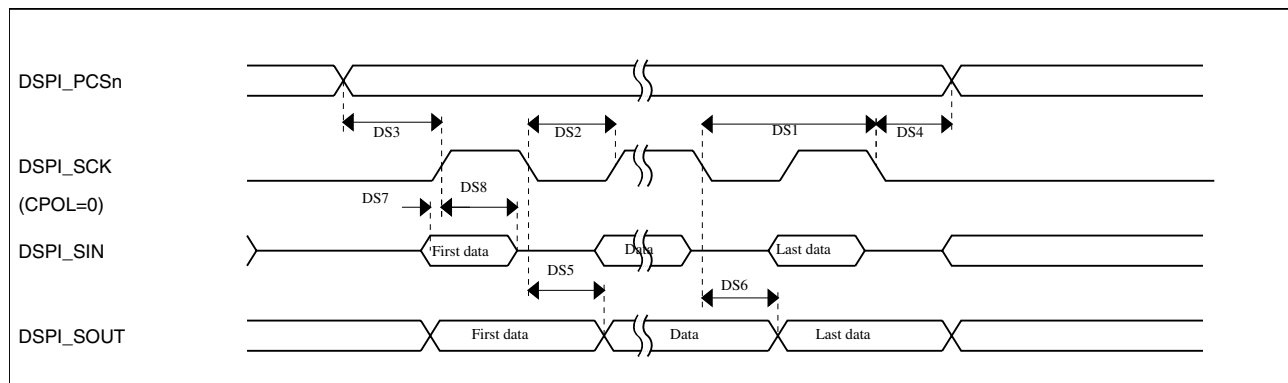 DSPI_PCSn
DS3
DS2
DS1
DS4
DSPI_SCK
(CPOL=0)
DS7
DS8
DSPI_SIN
First data
Data
Last data
DS5
DS6
DSPI_SOUT
First data
Data
Last data